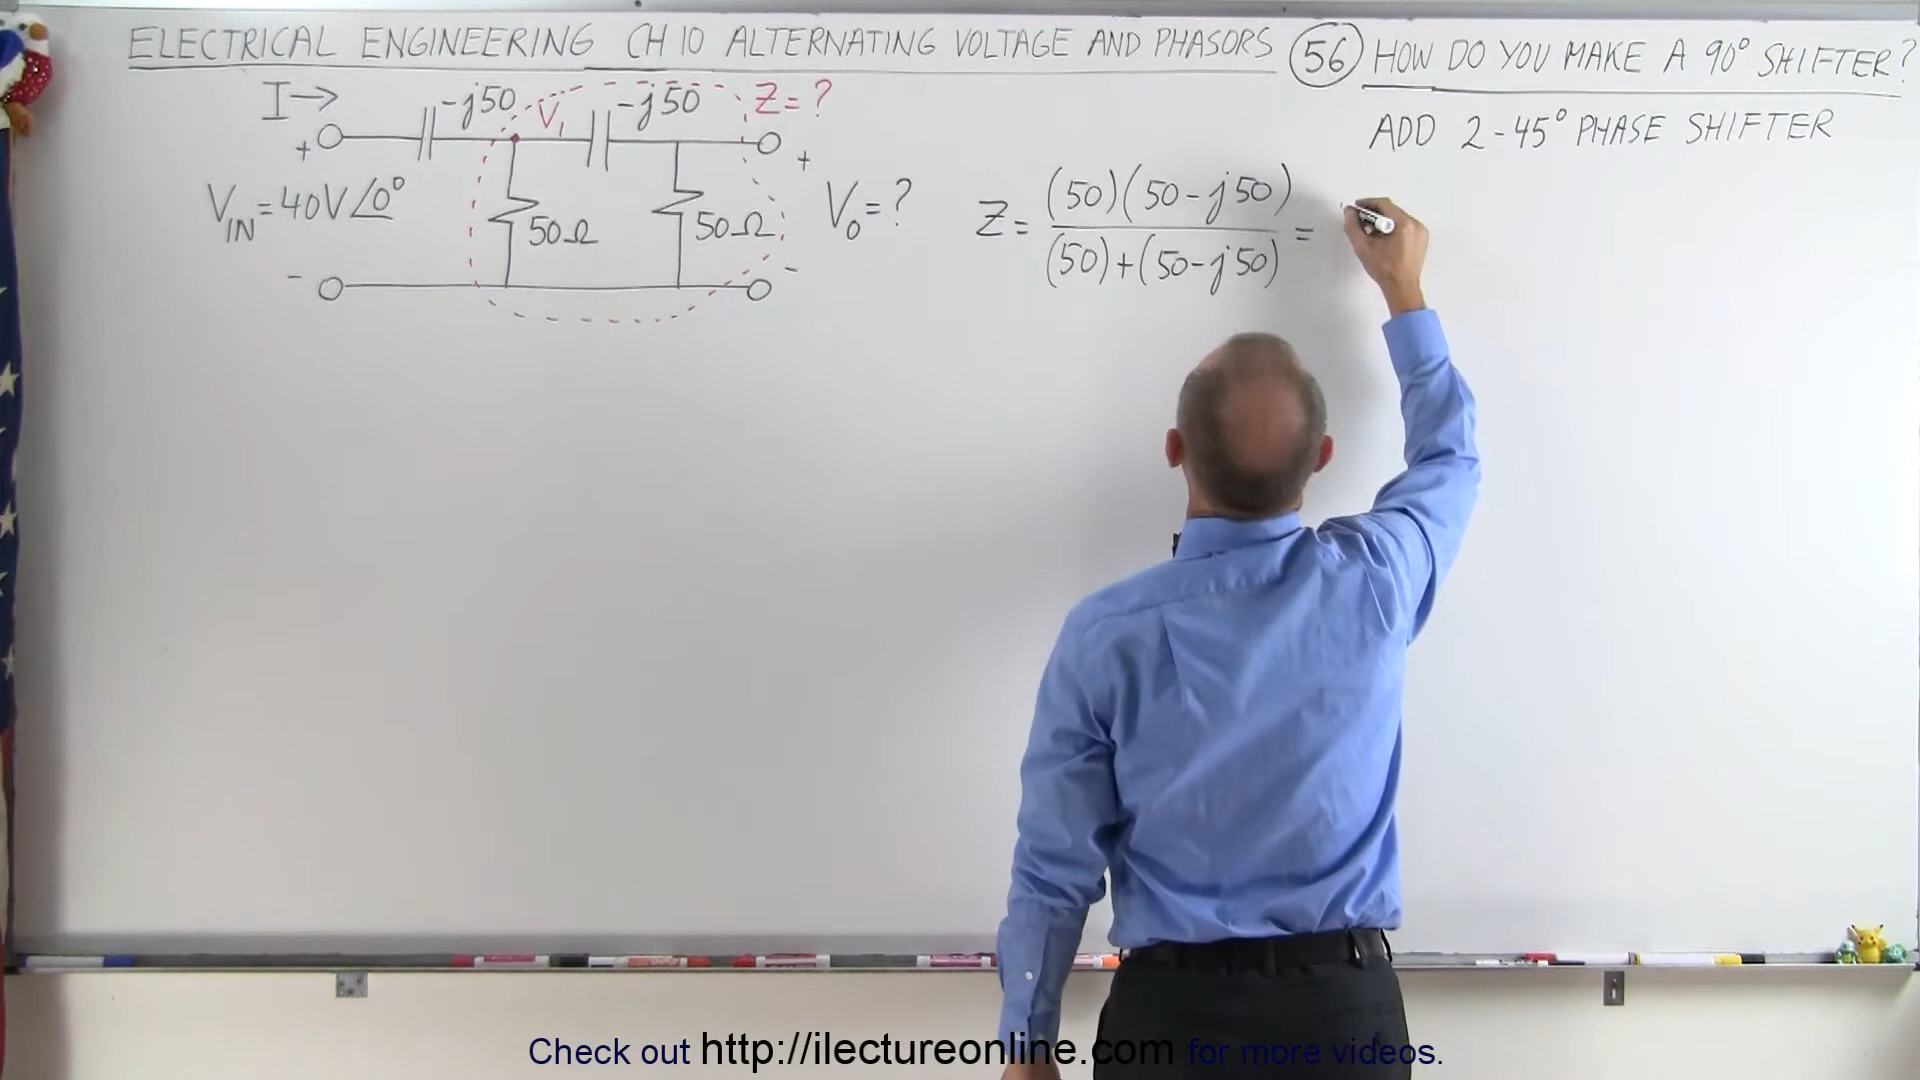 ELECTRICAL ENGINEERING CH 10 ALTERNATING VOLTAGE AND PHASORS 56 HOW DO YOU MAKE A 90° SHIFTER?
ADD 2-45° PHASE SHIFTER
I→ -j50 V₁ -j50 Z=?
+ +
V_IN = 40V∠0° 50Ω 50Ω V₀ = ?
- -
Z = (50)(50-j50) / (50)+(50-j50) =
Check out http://ilectureonline.com for more videos.